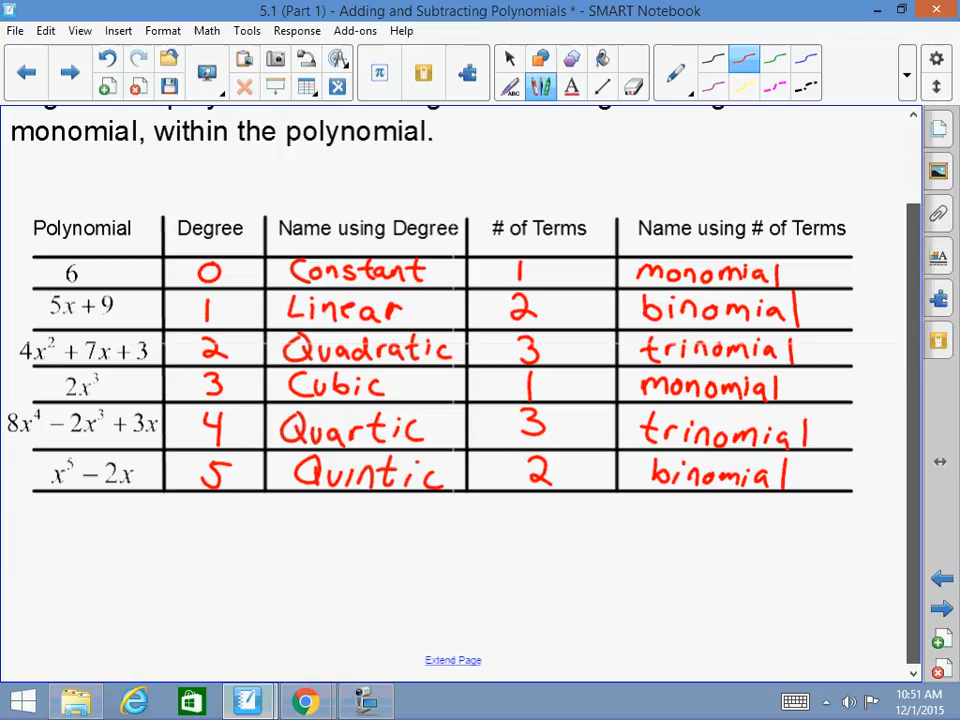 5.1 (Part 1) - Adding and Subtracting Polynomials * - SMART Notebook
File Edit View Insert Format Math Tools Response Add-ons Help
monomial, within the polynomial.
Polynomial Degree Name using Degree # of Terms Name using # of Terms
6 0 Constant 1 monomial
5x + 9 1 Linear 2 binomial
4x² + 7x + 3 2 Quadratic 3 trinomial
2x³ 3 Cubic 1 monomial
8x⁴ − 2x³ + 3x 4 Quartic 3 trinomial
x⁵ − 2x 5 Quintic 2 binomial
Extend Page
10:51 AM
12/1/2015